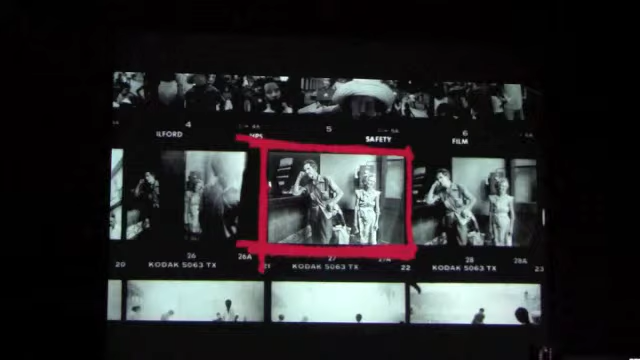 4 5 6
ILFORD SAFETY FILM
26 26A 27 28 28A
20 KODAK 5063 TX 21 KODAK 5063 TX 22 KODAK 5063 TX 23